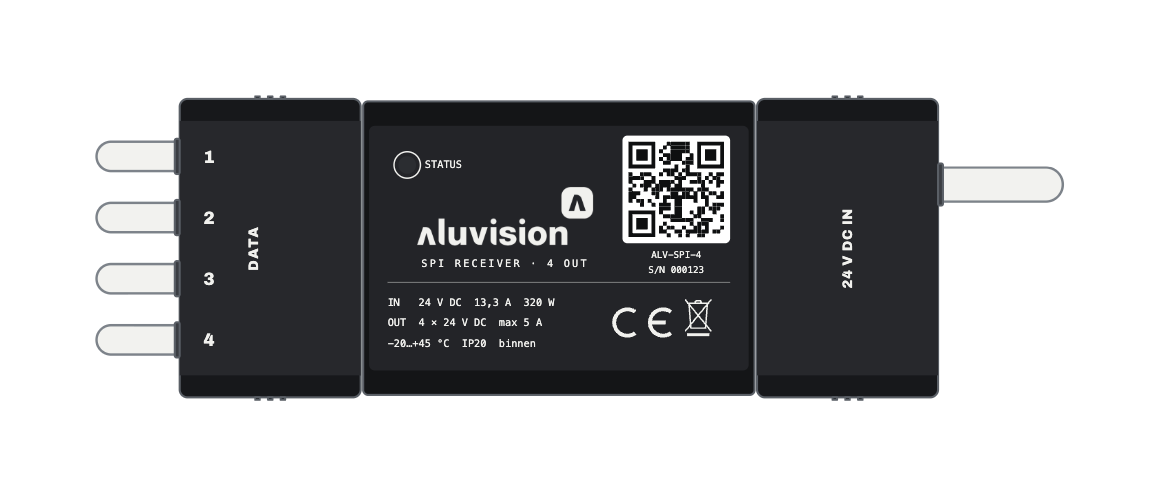 1
2
3
4
DATA
STATUS
aluvision
SPI RECEIVER · 4 OUT
ALV-SPI-4
S/N 000123
IN 24 V DC 13,3 A 320 W
OUT 4 × 24 V DC max 5 A
−20…+45 °C IP20 binnen
CE
24 V DC IN